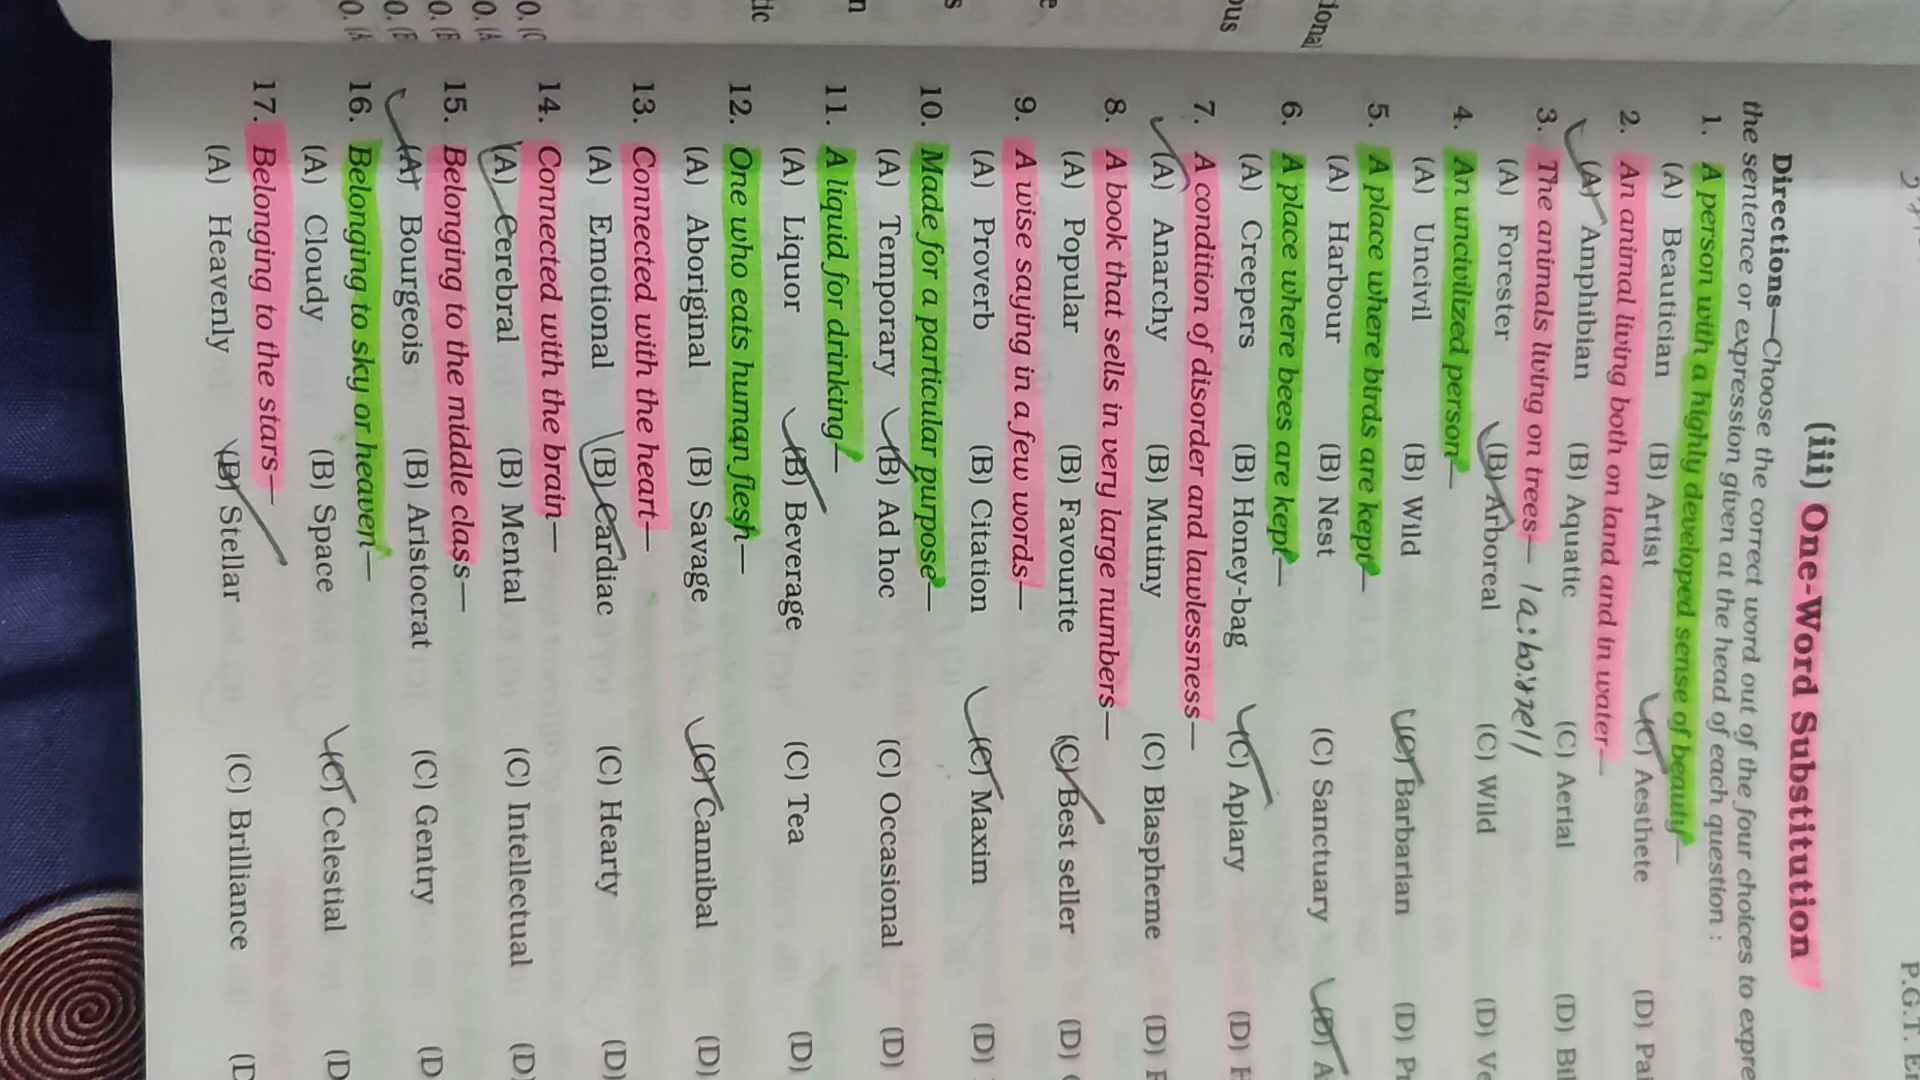 P.G.T.
(iii) One-Word Substitution
Directions—Choose the correct word out of the four choices to expre
the sentence or expression given at the head of each question :
1. A person with a highly developed sense of beauty—
(A) Beautician (B) Artist (C) Aesthete (D) Pai
2. An animal living both on land and in water—
(A) Amphibian (B) Aquatic (C) Aerial (D) Bi
3. The animals living on trees—
(A) Forester (B) Arboreal (C) Wild (D) Ve
4. An uncivilized person—
(A) Uncivil (B) Wild (C) Barbarian (D) Pr
5. A place where birds are kept—
(A) Harbour (B) Nest (C) Sanctuary (D) A
6. A place where bees are kept—
(A) Creepers (B) Honey-bag (C) Apiary (D)
7. A condition of disorder and lawlessness—
(A) Anarchy (B) Mutiny (C) Blaspheme (D)
8. A book that sells in very large numbers—
(A) Popular (B) Favourite (C) Best seller (D)
9. A wise saying in a few words—
(A) Proverb (B) Citation (C) Maxim (D)
10. Made for a particular purpose—
(A) Temporary (B) Ad hoc (C) Occasional (D)
11. A liquid for drinking—
(A) Liquor (B) Beverage (C) Tea (D)
12. One who eats human flesh—
(A) Aboriginal (B) Savage (C) Cannibal (D)
13. Connected with the heart—
(A) Emotional (B) Cardiac (C) Hearty (D)
14. Connected with the brain—
(A) Cerebral (B) Mental (C) Intellectual (D)
15. Belonging to the middle class—
(A) Bourgeois (B) Aristocrat (C) Gentry (D
16. Belonging to sky or heaven—
(A) Cloudy (B) Space (C) Celestial (D
17. Belonging to the stars—
(A) Heavenly (B) Stellar (C) Brilliance (D